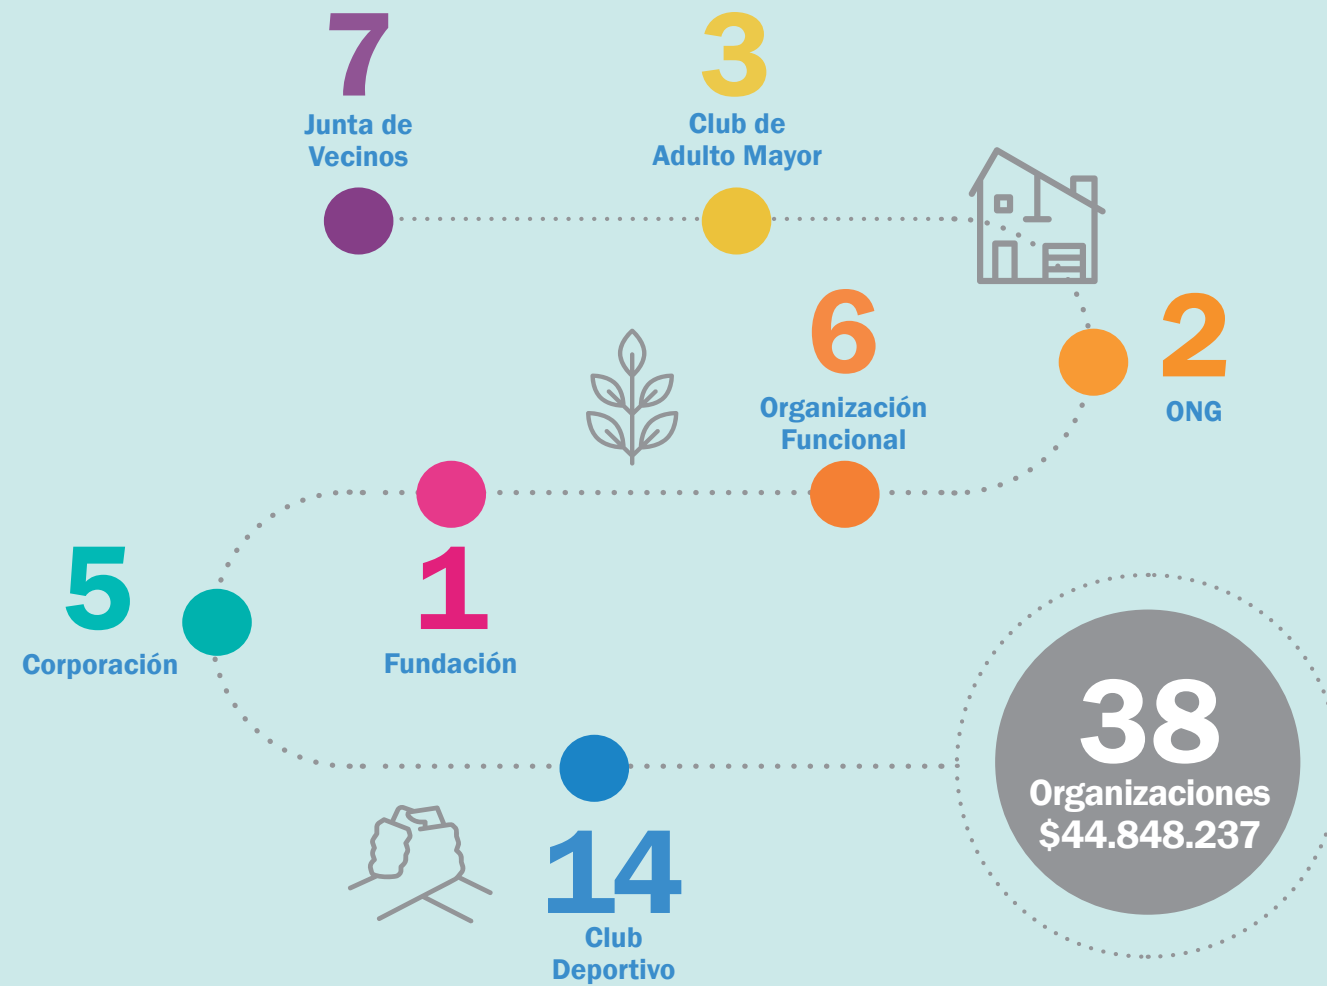 7
Junta de
Vecinos
3
Club de
Adulto Mayor
2
ONG
6
Organización
Funcional
1
Fundación
5
Corporación
14
Club
Deportivo
38
Organizaciones
$44.848.237